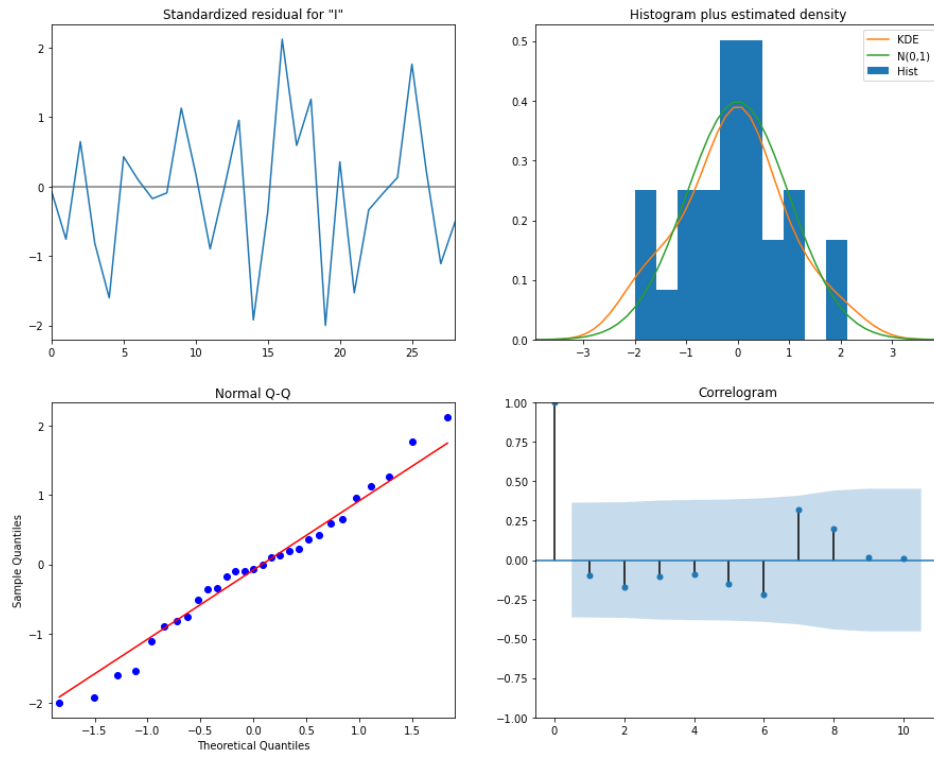 Standardized residual for "I"
2
1
0
−1
−2
0 5 10 15 20 25
Histogram plus estimated density
KDE
N(0,1)
Hist
0.5
0.4
0.3
0.2
0.1
0.0
−3 −2 −1 0 1 2 3
Normal Q-Q
Sample Quantiles
2
1
0
−1
−2
−1.5 −1.0 −0.5 0.0 0.5 1.0 1.5
Theoretical Quantiles
Correlogram
1.00
0.75
0.50
0.25
0.00
−0.25
−0.50
−0.75
−1.00
0 2 4 6 8 10